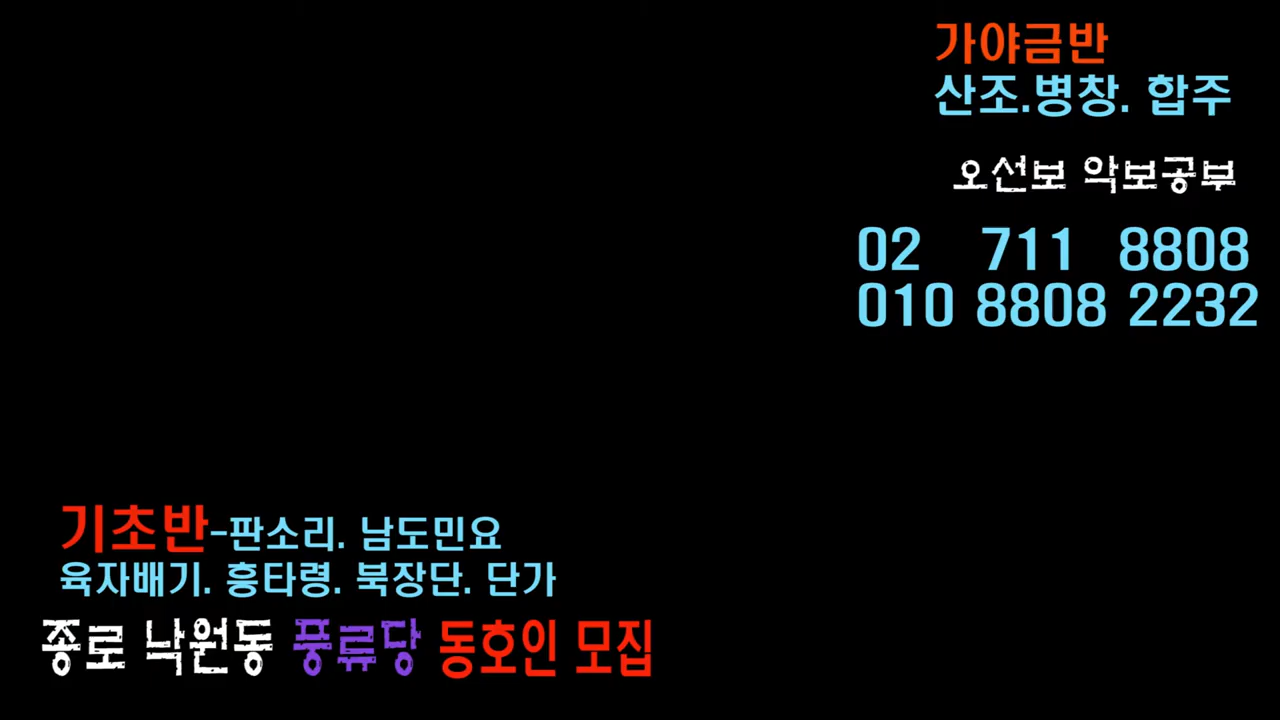 가야금반
산조.병창. 합주
오선보 악보공부
02 711 8808
010 8808 2232
기초반-판소리. 남도민요
육자배기. 흥타령. 북장단. 단가
종로 낙원동 풍류당 동호인 모집